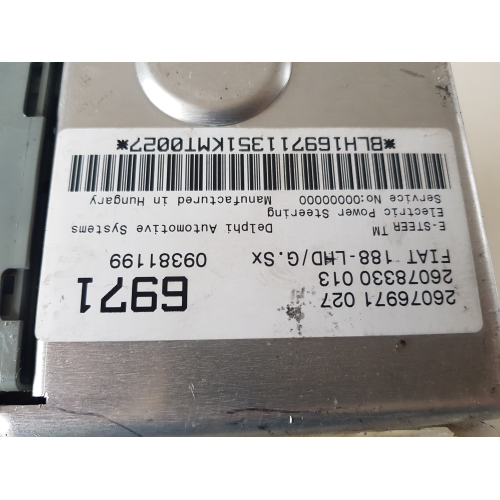 26076971 027
26078330 013
6971
FIAT 188-LHD/G.Sx
09381199
E-STEER TM
Delphi Automotive Systems
Electric Power Steering
Service No:00000000
Manufactured in Hungary
*BLH169711351KMT0027*